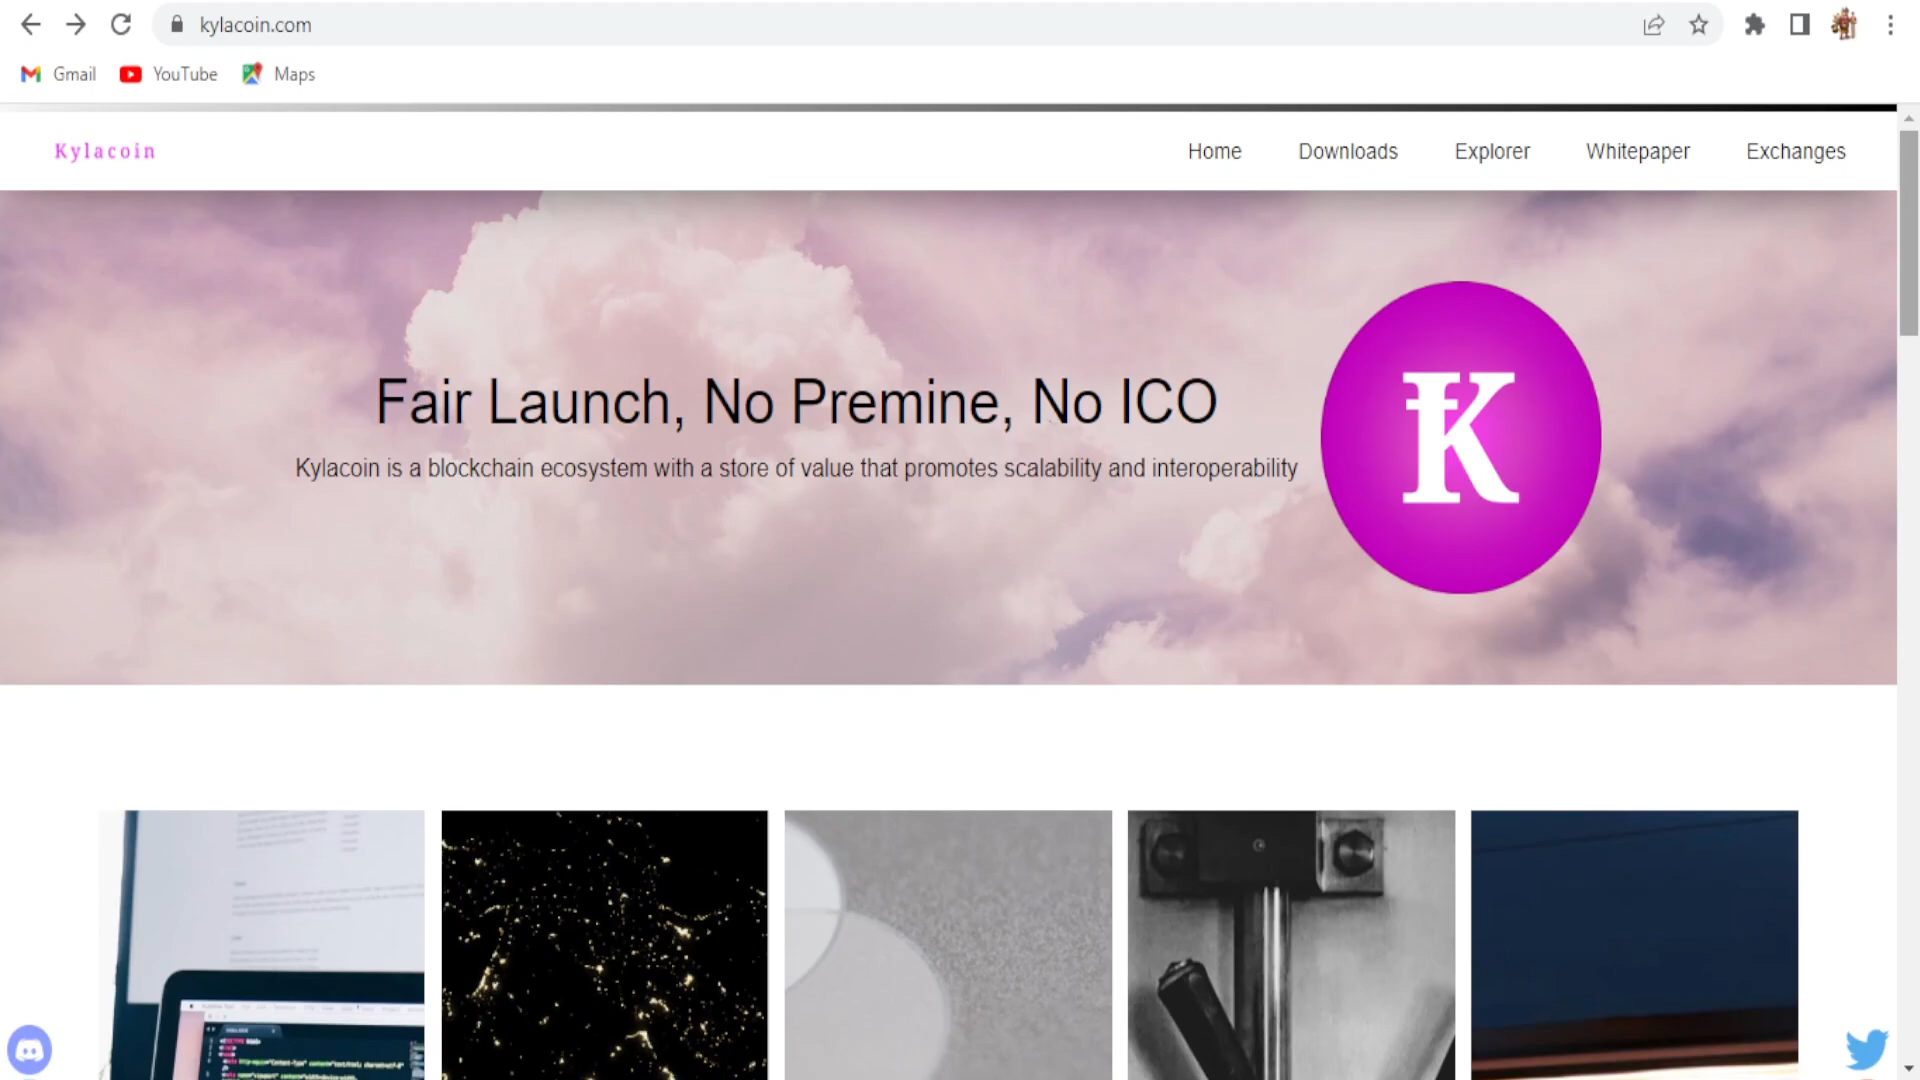 kylacoin.com
Gmail YouTube Maps
Kylacoin
Home Downloads Explorer Whitepaper Exchanges
Fair Launch, No Premine, No ICO
Kylacoin is a blockchain ecosystem with a store of value that promotes scalability and interoperability
K